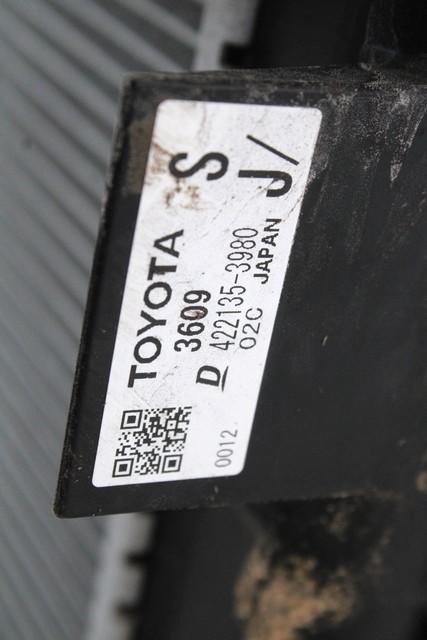 TOYOTA
3609 S
D 422135-3980 J/
02C JAPAN
0012